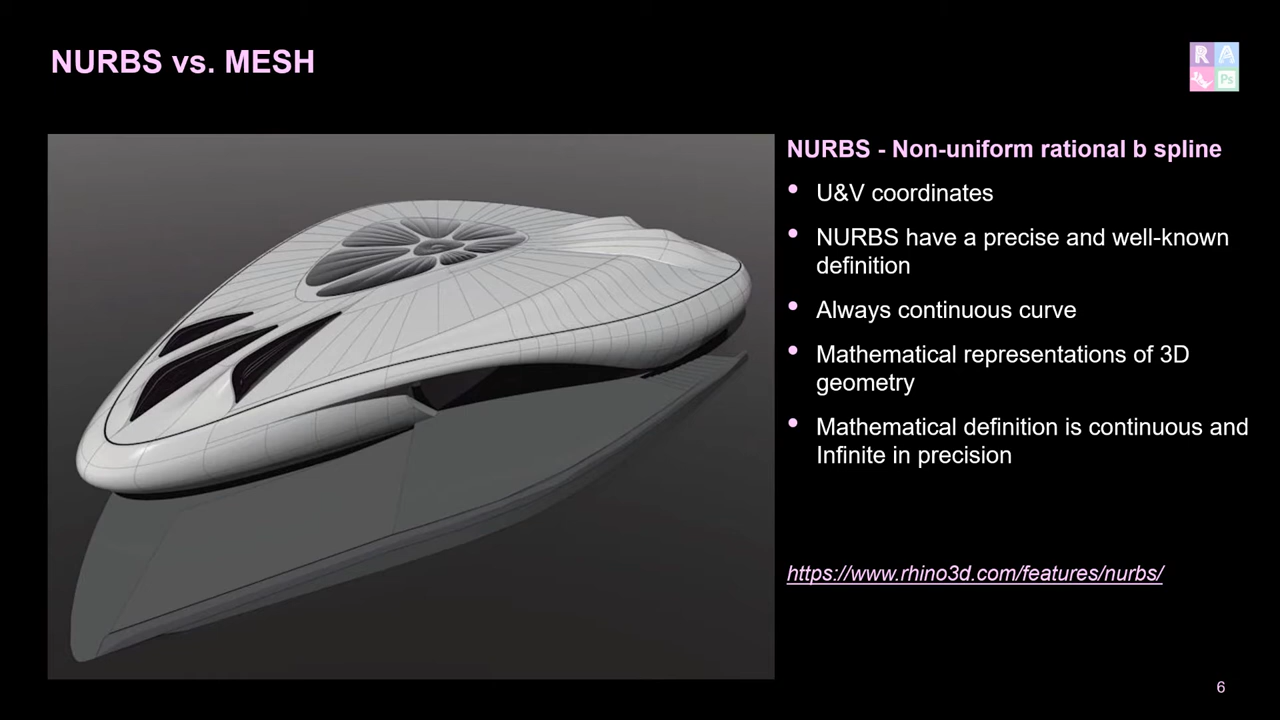 NURBS vs. MESH
R A
Ps
NURBS - Non-uniform rational b spline
U&V coordinates
NURBS have a precise and well-known
definition
Always continuous curve
Mathematical representations of 3D
geometry
Mathematical definition is continuous and
Infinite in precision
https://www.rhino3d.com/features/nurbs/
6